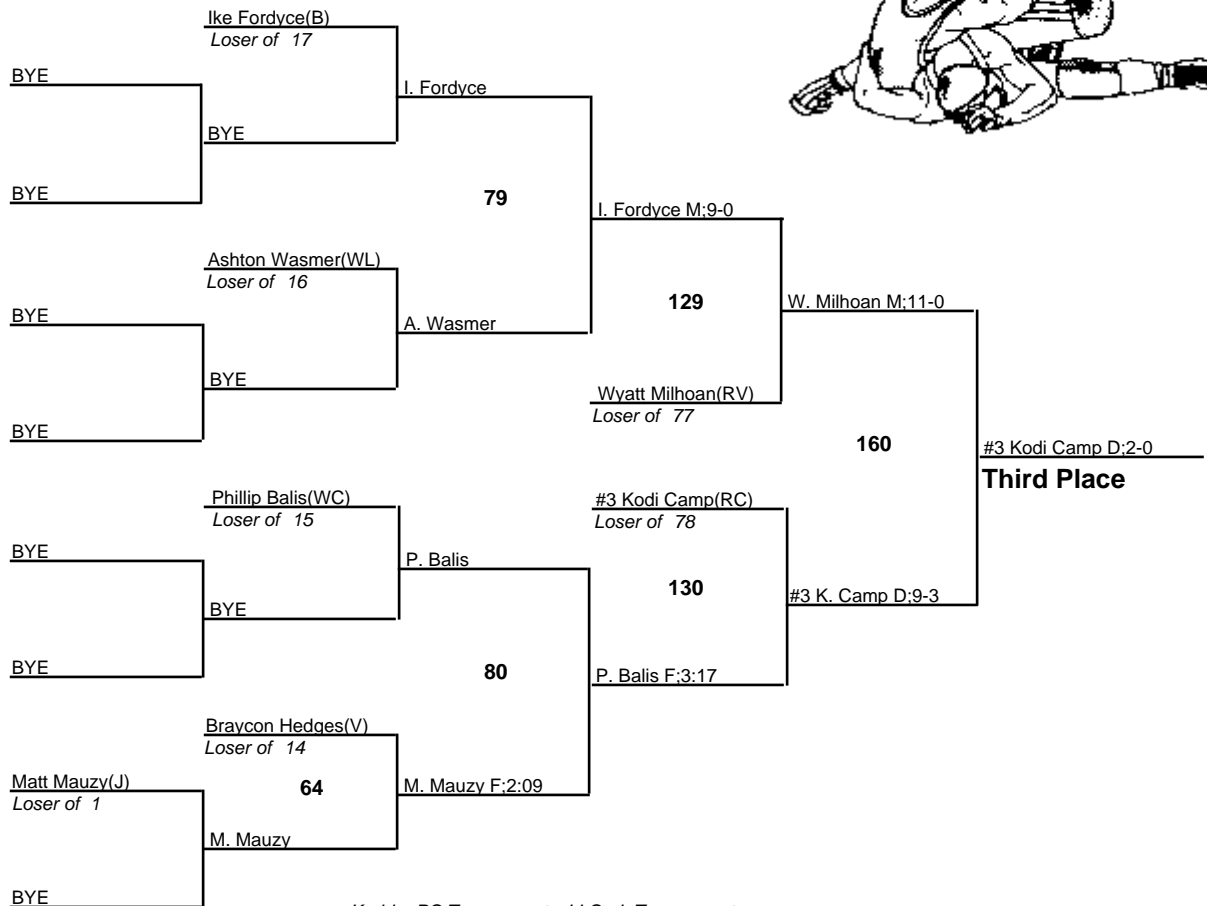 Ike Fordyce(B)
Loser of 17
BYE
I. Fordyce
BYE
79
BYE
I. Fordyce M;9-0
Ashton Wasmer(WL)
Loser of 16
129
W. Milhoan M;11-0
BYE
A. Wasmer
BYE
Wyatt Milhoan(RV)
Loser of 77
BYE
160
#3 Kodi Camp D;2-0
Third Place
Phillip Balis(WC)
Loser of 15
#3 Kodi Camp(RC)
Loser of 78
BYE
P. Balis
130
#3 K. Camp D;9-3
BYE
BYE
80
P. Balis F;3:17
Braycon Hedges(V)
Loser of 14
Matt Mauzy(J)
Loser of 1
64
M. Mauzy F;2:09
M. Mauzy
BYE